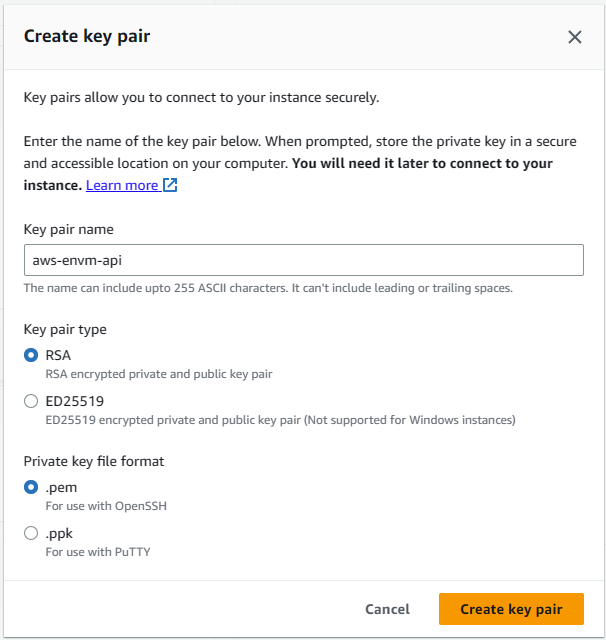 Create key pair
Key pairs allow you to connect to your instance securely.
Enter the name of the key pair below. When prompted, store the private key in a secure
and accessible location on your computer. You will need it later to connect to your
instance. Learn more
Key pair name
aws-envm-api
The name can include upto 255 ASCII characters. It can't include leading or trailing spaces.
Key pair type
RSA
RSA encrypted private and public key pair
ED25519
ED25519 encrypted private and public key pair (Not supported for Windows instances)
Private key file format
.pem
For use with OpenSSH
.ppk
For use with PuTTY
Cancel
Create key pair